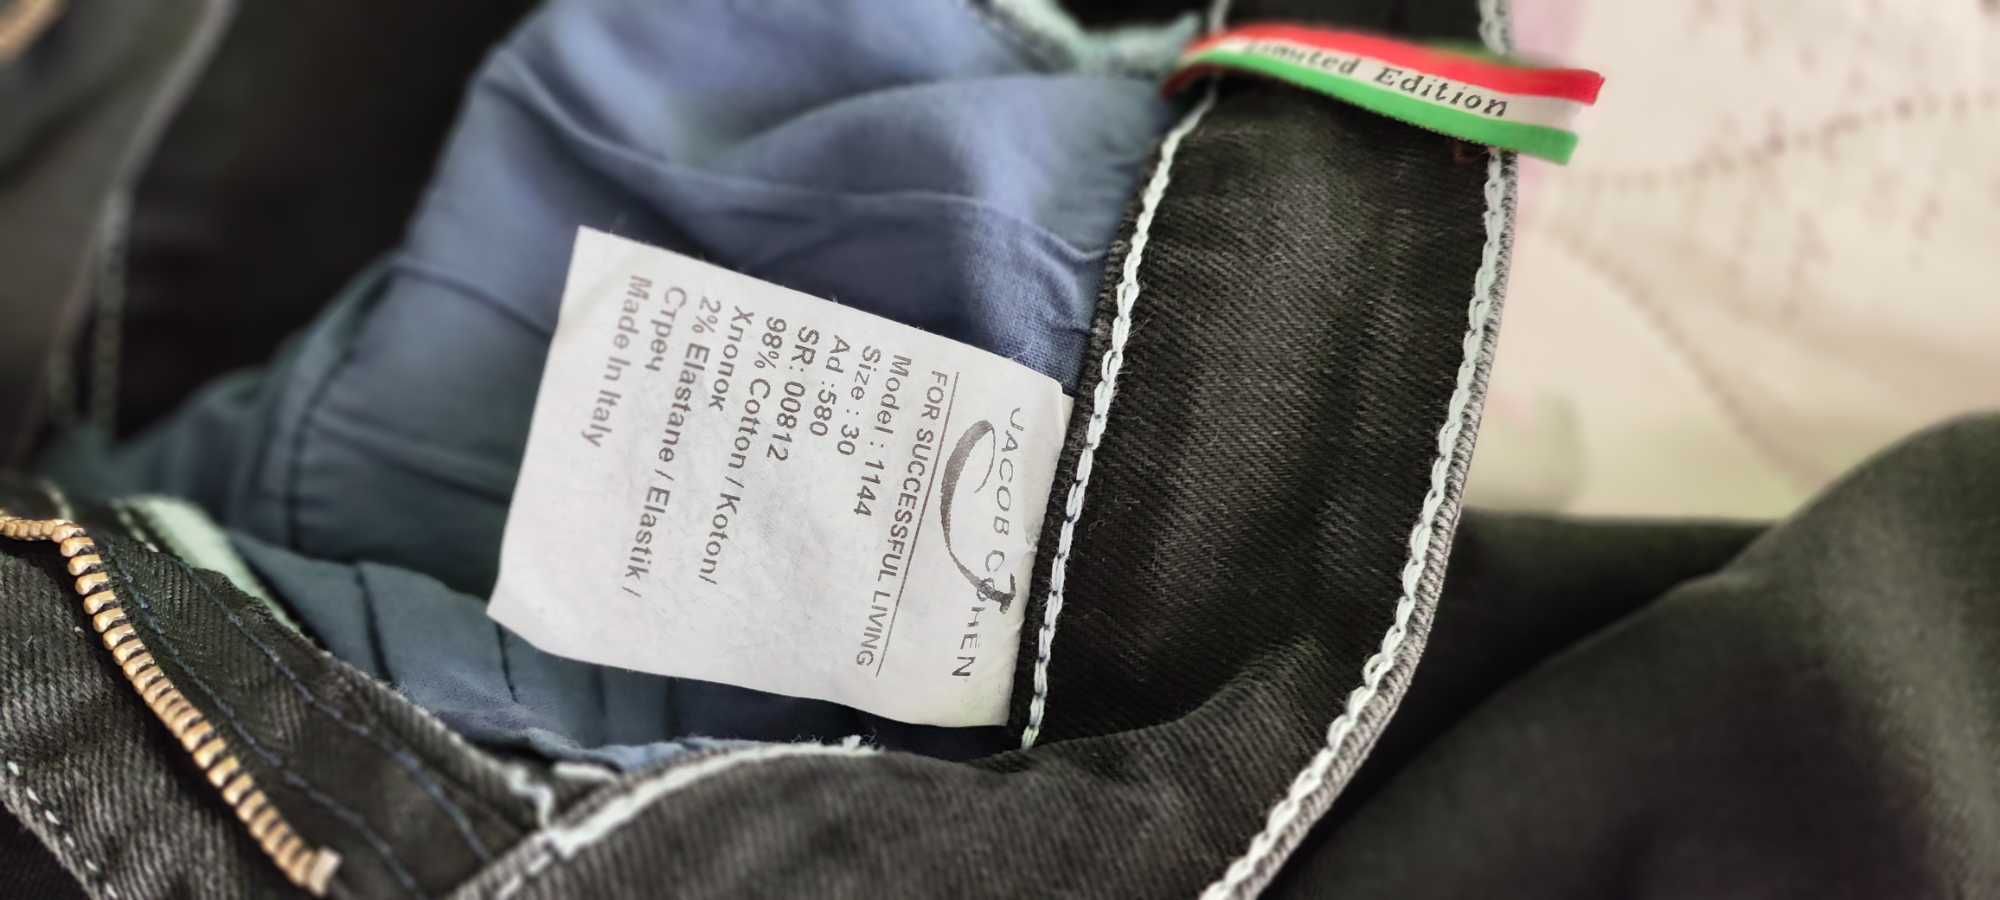 Limited Edition
JACOB COHEN
FOR SUCCESSFUL LIVING
Model : 1144
Size : 30
Ad :580
SR: 00812
98% Cotton / Koton/
Хлопок
2% Elastane / Elastik /
Стреч
Made In Italy